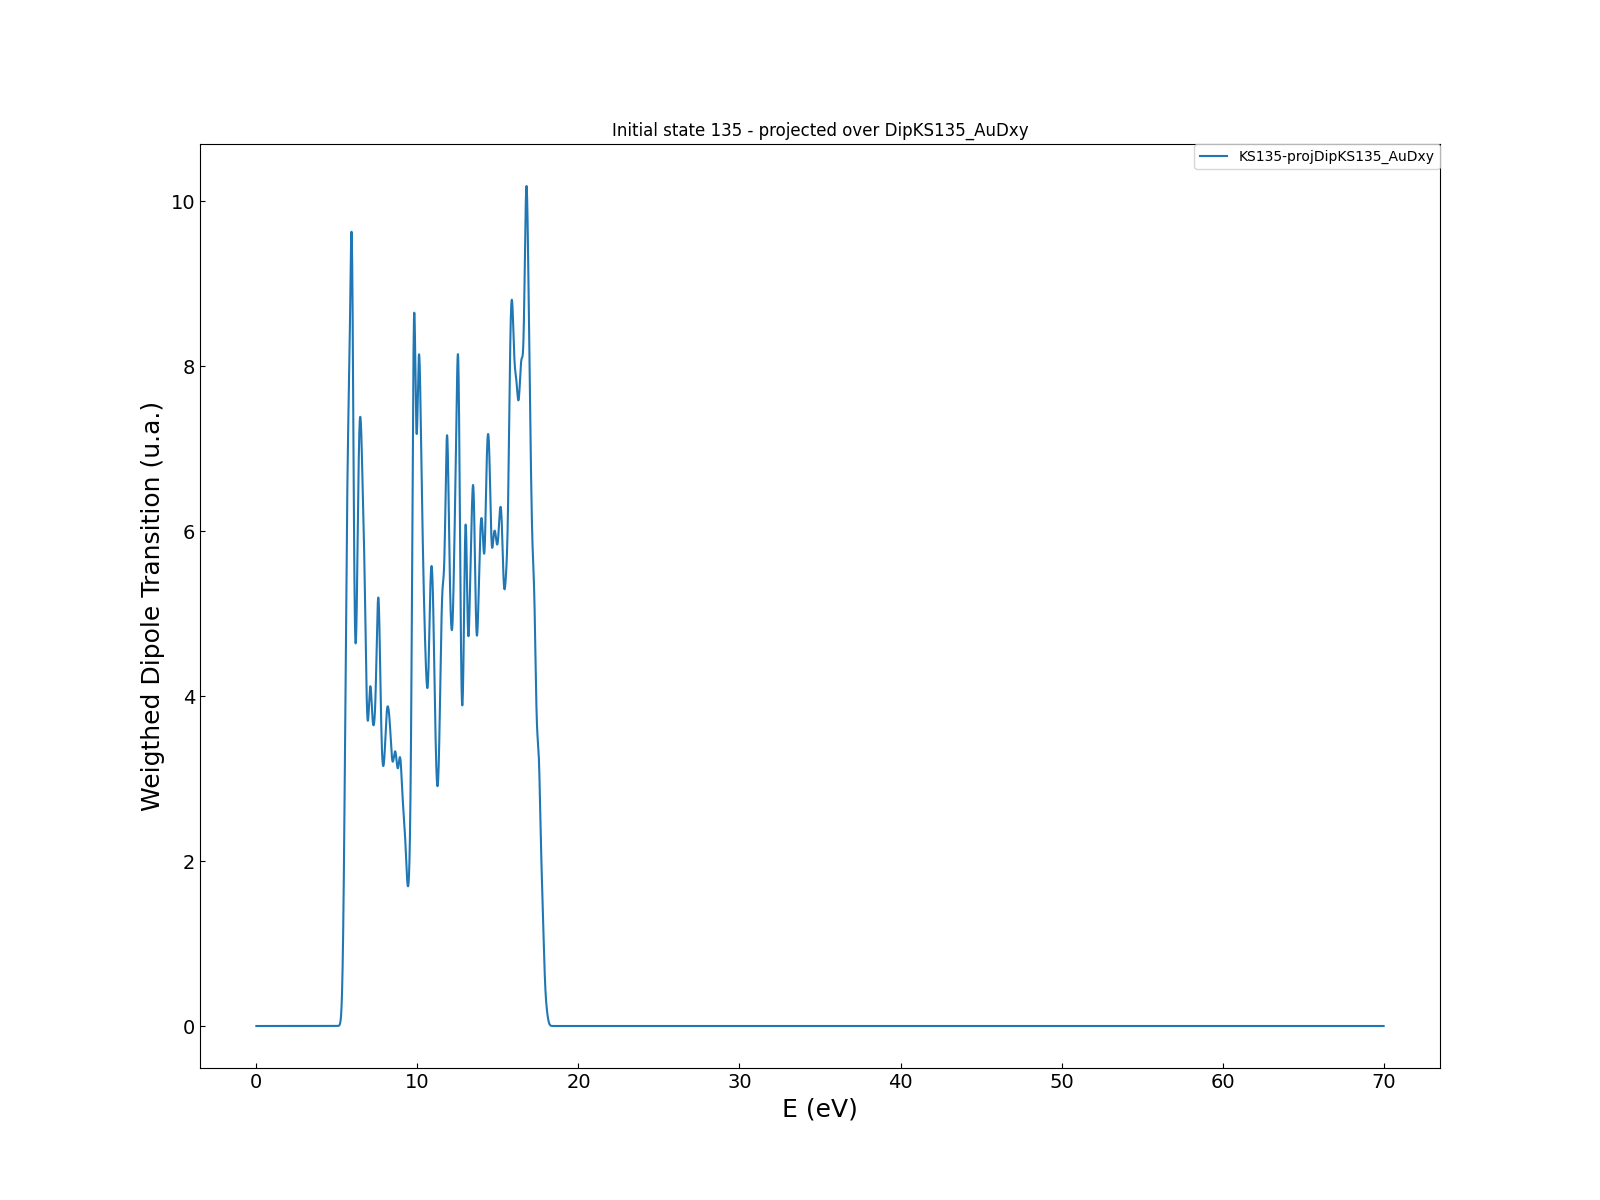 Initial state 135 - projected over DipKS135_AuDxy
KS135-projDipKS135_AuDxy
Weigthed Dipole Transition (u.a.)
10
8
6
4
2
0
0 10 20 30 40 50 60 70
E (eV)